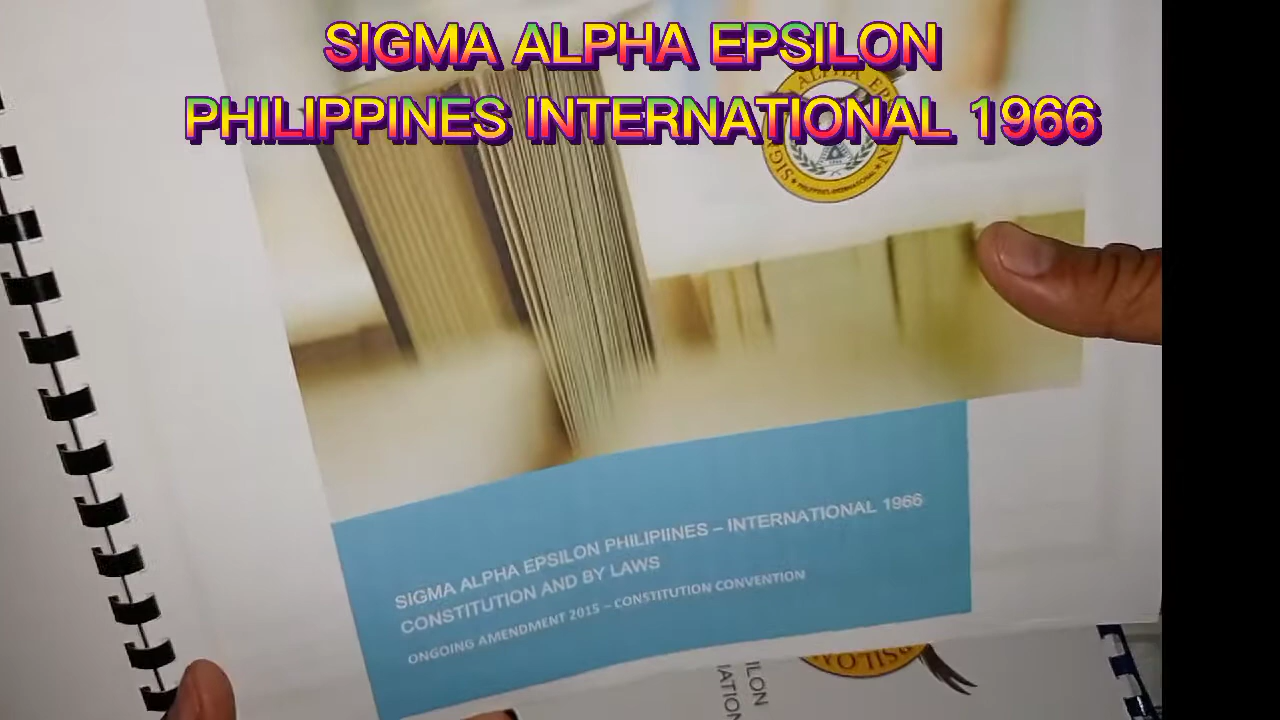 SIGMA ALPHA EPSILON
PHILIPPINES INTERNATIONAL 1966
SIGMA ALPHA EPSILON PHILIPIINES – INTERNATIONAL 1966
CONSTITUTION AND BY LAWS
ONGOING AMENDMENT 2015 – CONSTITUTION CONVENTION